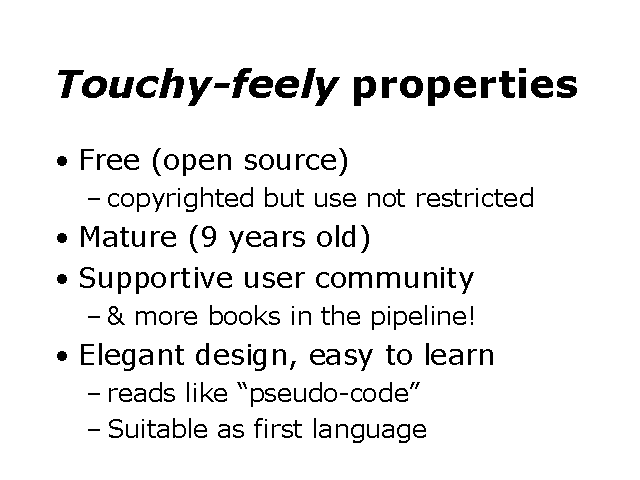 Touchy-feely properties
• Free (open source)
– copyrighted but use not restricted
• Mature (9 years old)
• Supportive user community
– & more books in the pipeline!
• Elegant design, easy to learn
– reads like “pseudo-code”
– Suitable as first language